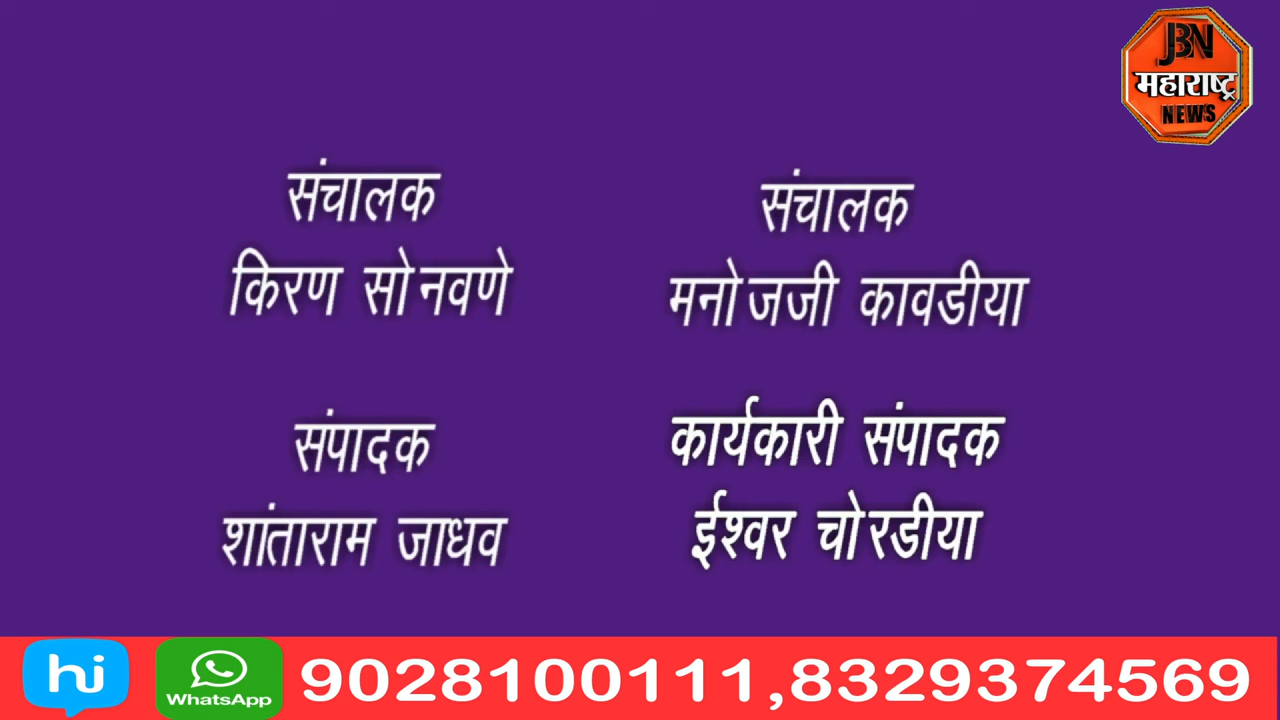 JBN
महाराष्ट्र
NEWS
संचालक
किरण सोनवणे
संचालक
मनोजजी कावडीया
संपादक
शांताराम जाधव
कार्यकारी संपादक
ईश्वर चोरडीया
hi
WhatsApp
9028100111,8329374569